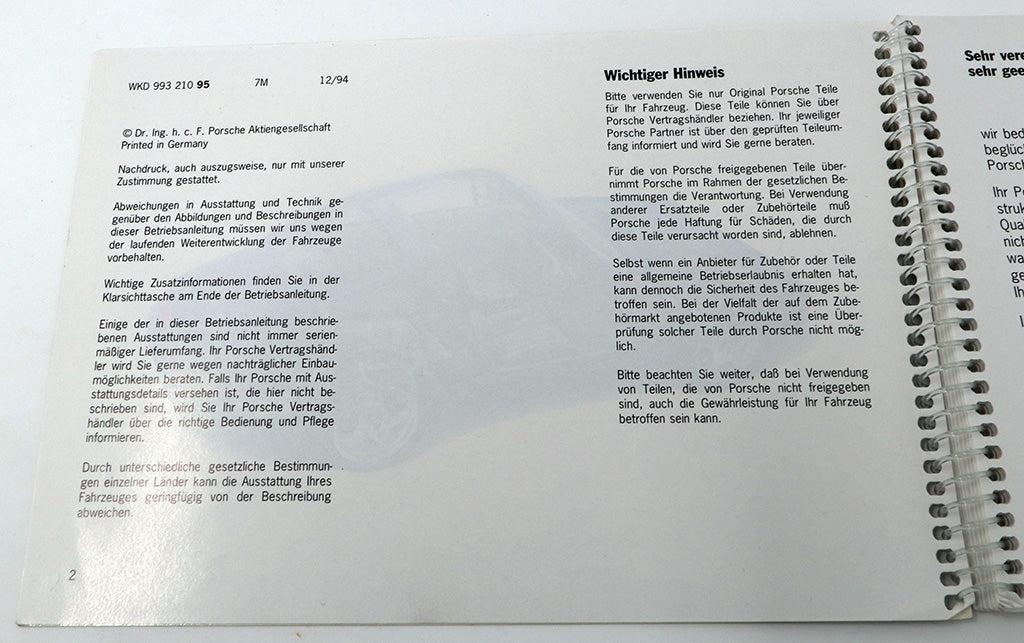 WKD 993 210 95 7M 12/94
© Dr. Ing. h. c. F. Porsche Aktiengesellschaft
Printed in Germany
Nachdruck, auch auszugsweise, nur mit unserer
Zustimmung gestattet.
Abweichungen in Ausstattung und Technik ge-
genüber den Abbildungen und Beschreibungen in
dieser Betriebsanleitung müssen wir uns wegen
der laufenden Weiterentwicklung der Fahrzeuge
vorbehalten.
Wichtige Zusatzinformationen finden Sie in der
Klarsichttasche am Ende der Betriebsanleitung.
Einige der in dieser Betriebsanleitung beschrie-
benen Ausstattungen sind nicht immer serien-
mäßiger Lieferumfang. Ihr Porsche Vertragshänd-
ler wird Sie gerne wegen nachträglicher Einbau-
möglichkeiten beraten. Falls Ihr Porsche mit Aus-
stattungsdetails versehen ist, die hier nicht be-
schrieben sind, wird Sie Ihr Porsche Vertrags-
händler über die richtige Bedienung und Pflege
informieren.
Durch unterschiedliche gesetzliche Bestimmun-
gen einzelner Länder kann die Ausstattung Ihres
Fahrzeuges geringfügig von der Beschreibung
abweichen.
2
Wichtiger Hinweis
Bitte verwenden Sie nur Original Porsche Teile
für Ihr Fahrzeug. Diese Teile können Sie über
Porsche Vertragshändler beziehen. Ihr jeweiliger
Porsche Partner ist über den geprüften Teileum-
fang informiert und wird Sie gerne beraten.
Für die von Porsche freigegebenen Teile über-
nimmt Porsche im Rahmen der gesetzlichen Be-
stimmungen die Verantwortung. Bei Verwendung
anderer Ersatzteile oder Zubehörteile muß
Porsche jede Haftung für Schäden, die durch
diese Teile verursacht worden sind, ablehnen.
Selbst wenn ein Anbieter für Zubehör oder Teile
eine allgemeine Betriebserlaubnis erhalten hat,
kann dennoch die Sicherheit des Fahrzeuges be-
troffen sein. Bei der Vielfalt der auf dem Zube-
hörmarkt angebotenen Produkte ist eine Über-
prüfung solcher Teile durch Porsche nicht mög-
lich.
Bitte beachten Sie weiter, daß bei Verwendung
von Teilen, die von Porsche nicht freigegeben
sind, auch die Gewährleistung für Ihr Fahrzeug
betroffen sein kann.
Sehr
sehr
wir
Ihr